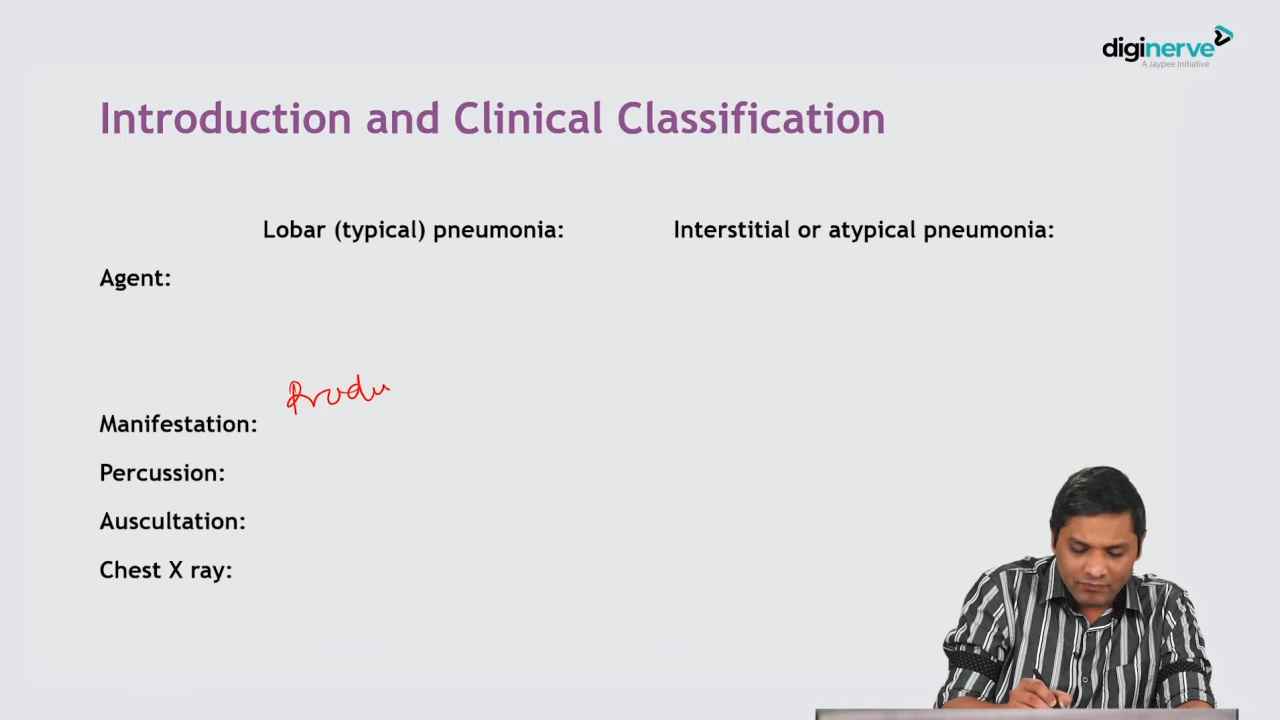 diginerve
A Jaypee Initiative
Introduction and Clinical Classification
Lobar (typical) pneumonia: Interstitial or atypical pneumonia:
Agent:
Produ
Manifestation:
Percussion:
Auscultation:
Chest X ray: